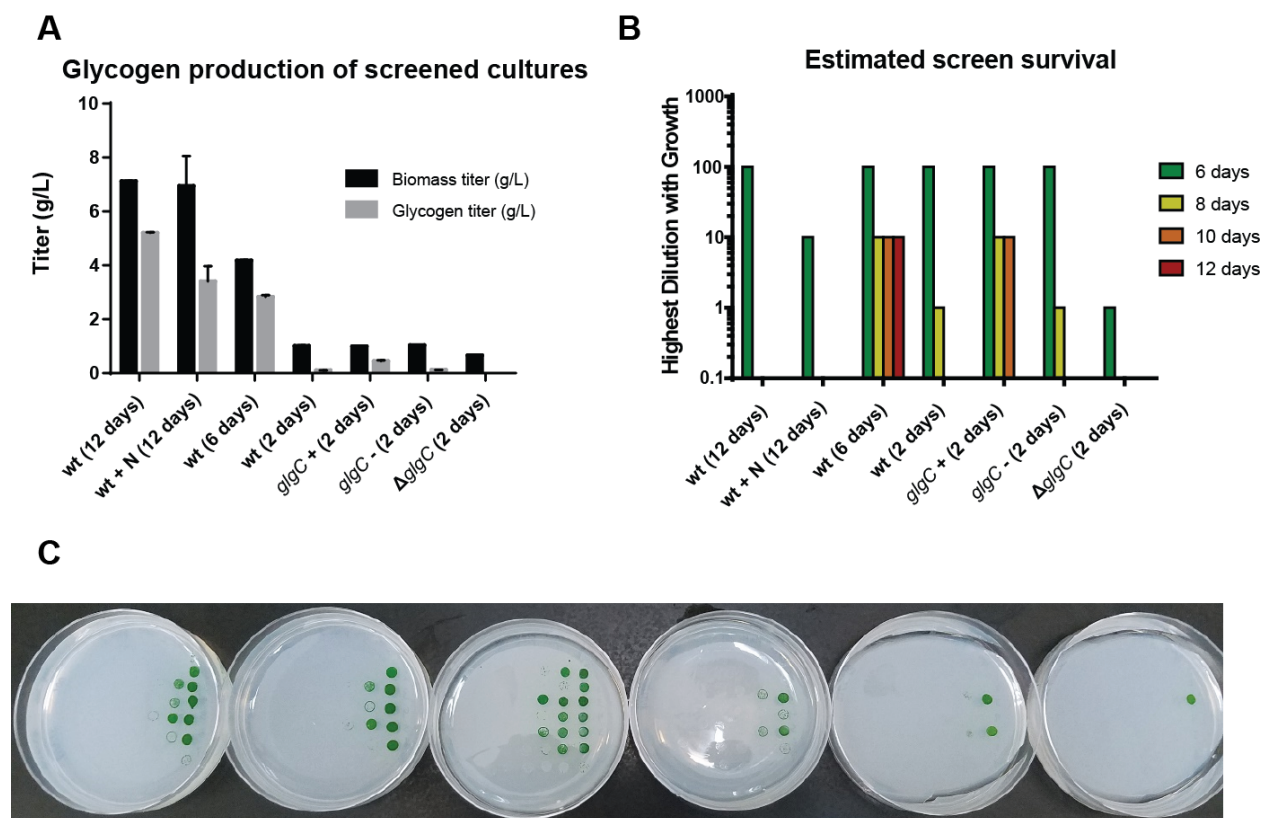 A
Glycogen production of screened cultures
Titer (g/L)
10
8
6
4
2
0
Biomass titer (g/L)
Glycogen titer (g/L)
wt (12 days)
wt + N (12 days)
wt (6 days)
wt (2 days)
glgC + (2 days)
glgC - (2 days)
ΔglgC (2 days)
B
Estimated screen survival
Highest Dilution with Growth
1000
100
10
1
0.1
6 days
8 days
10 days
12 days
wt (12 days)
wt + N (12 days)
wt (6 days)
wt (2 days)
glgC + (2 days)
glgC - (2 days)
ΔglgC (2 days)
C